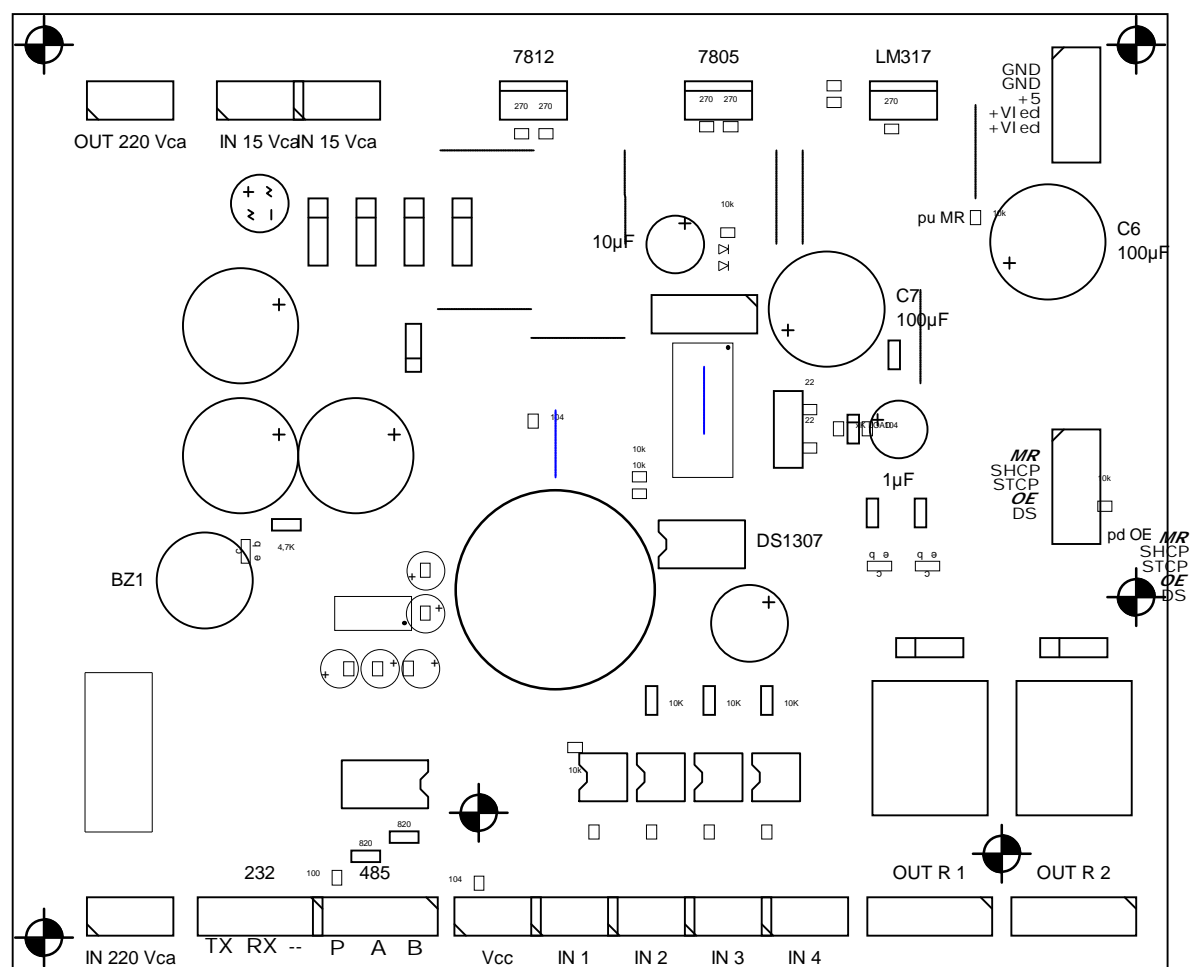 7812
7805
LM317
270 270
270 270
270
GND
GND
+5
+Vled
+Vled
OUT 220 Vca
IN 15 Vca
IN 15 Vca
10k
pu MR
10k
C6
100µF
10µF
C7
100µF
22
22
104
104
10k
10k
1µF
MR
SHCP
STCP
OE
DS
10k
pd OE
MR
SHCP
STCP
OE
DS
DS1307
4,7K
c
b
e
BZ1
b e
c
b e
c
10K
10K
10K
10k
820
820
232
100
485
104
OUT R 1
OUT R 2
IN 220 Vca
TX RX -- P A B
Vcc
IN 1
IN 2
IN 3
IN 4